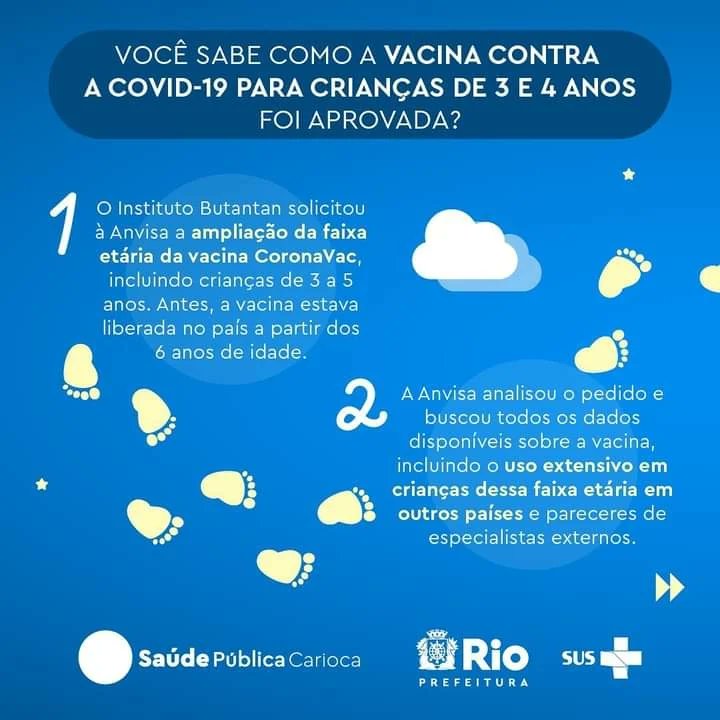 VOCÊ SABE COMO A VACINA CONTRA
A COVID-19 PARA CRIANÇAS DE 3 E 4 ANOS
FOI APROVADA?
1
O Instituto Butantan solicitou
à Anvisa a ampliação da faixa
etária da vacina CoronaVac,
incluindo crianças de 3 a 5
anos. Antes, a vacina estava
liberada no país a partir dos
6 anos de idade.
2
A Anvisa analisou o pedido e
buscou todos os dados
disponíveis sobre a vacina,
incluindo o uso extensivo em
crianças dessa faixa etária em
outros países e pareceres de
especialistas externos.
Saúde Pública Carioca
Rio
PREFEITURA
SUS